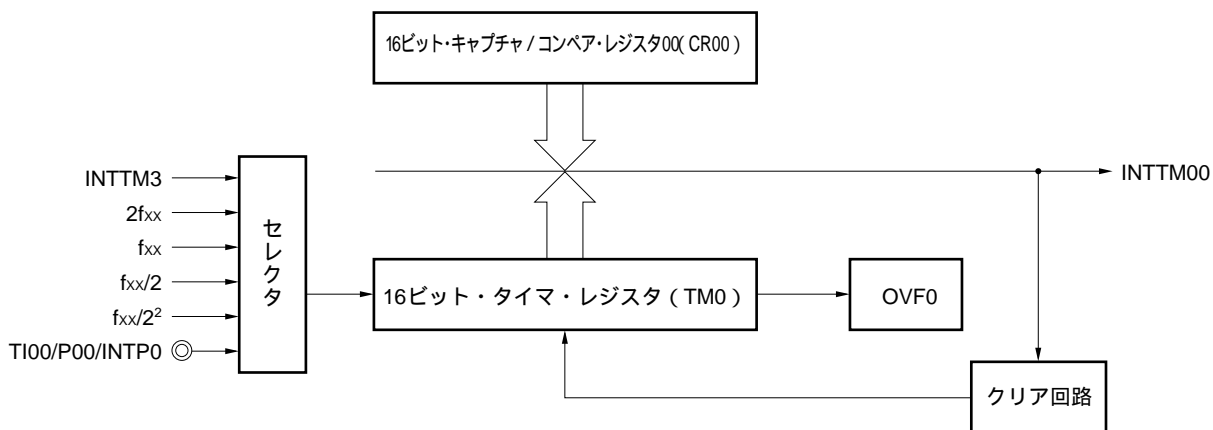 16ビット・キャプチャ/コンペア・レジスタ00(CR00)
INTTM3
2fxx
fxx
fxx/2
fxx/2²
TI00/P00/INTP0
セレクタ
INTTM00
16ビット・タイマ・レジスタ(TM0)
OVF0
クリア回路